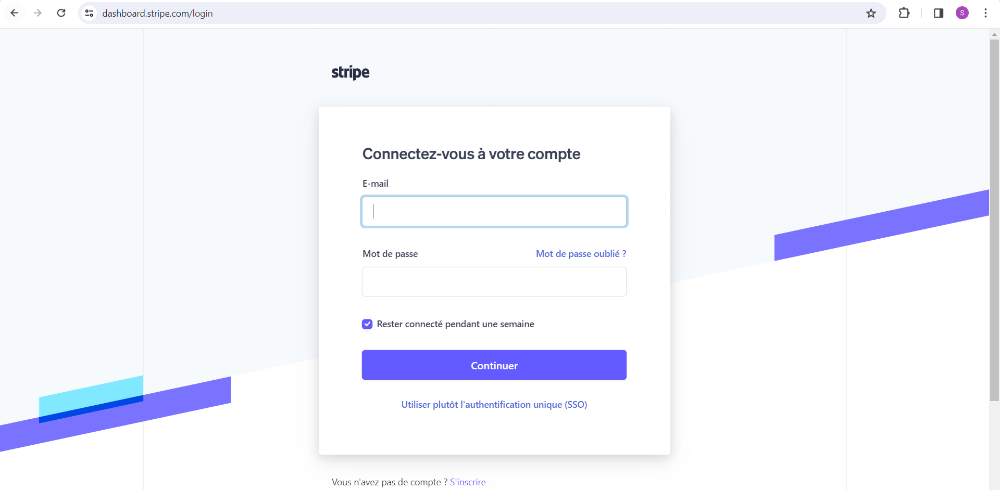 dashboard.stripe.com/login
S
stripe
Connectez-vous à votre compte
E-mail
Mot de passe Mot de passe oublié ?
Rester connecté pendant une semaine
Continuer
Utiliser plutôt l'authentification unique (SSO)
Vous n'avez pas de compte ? S'inscrire